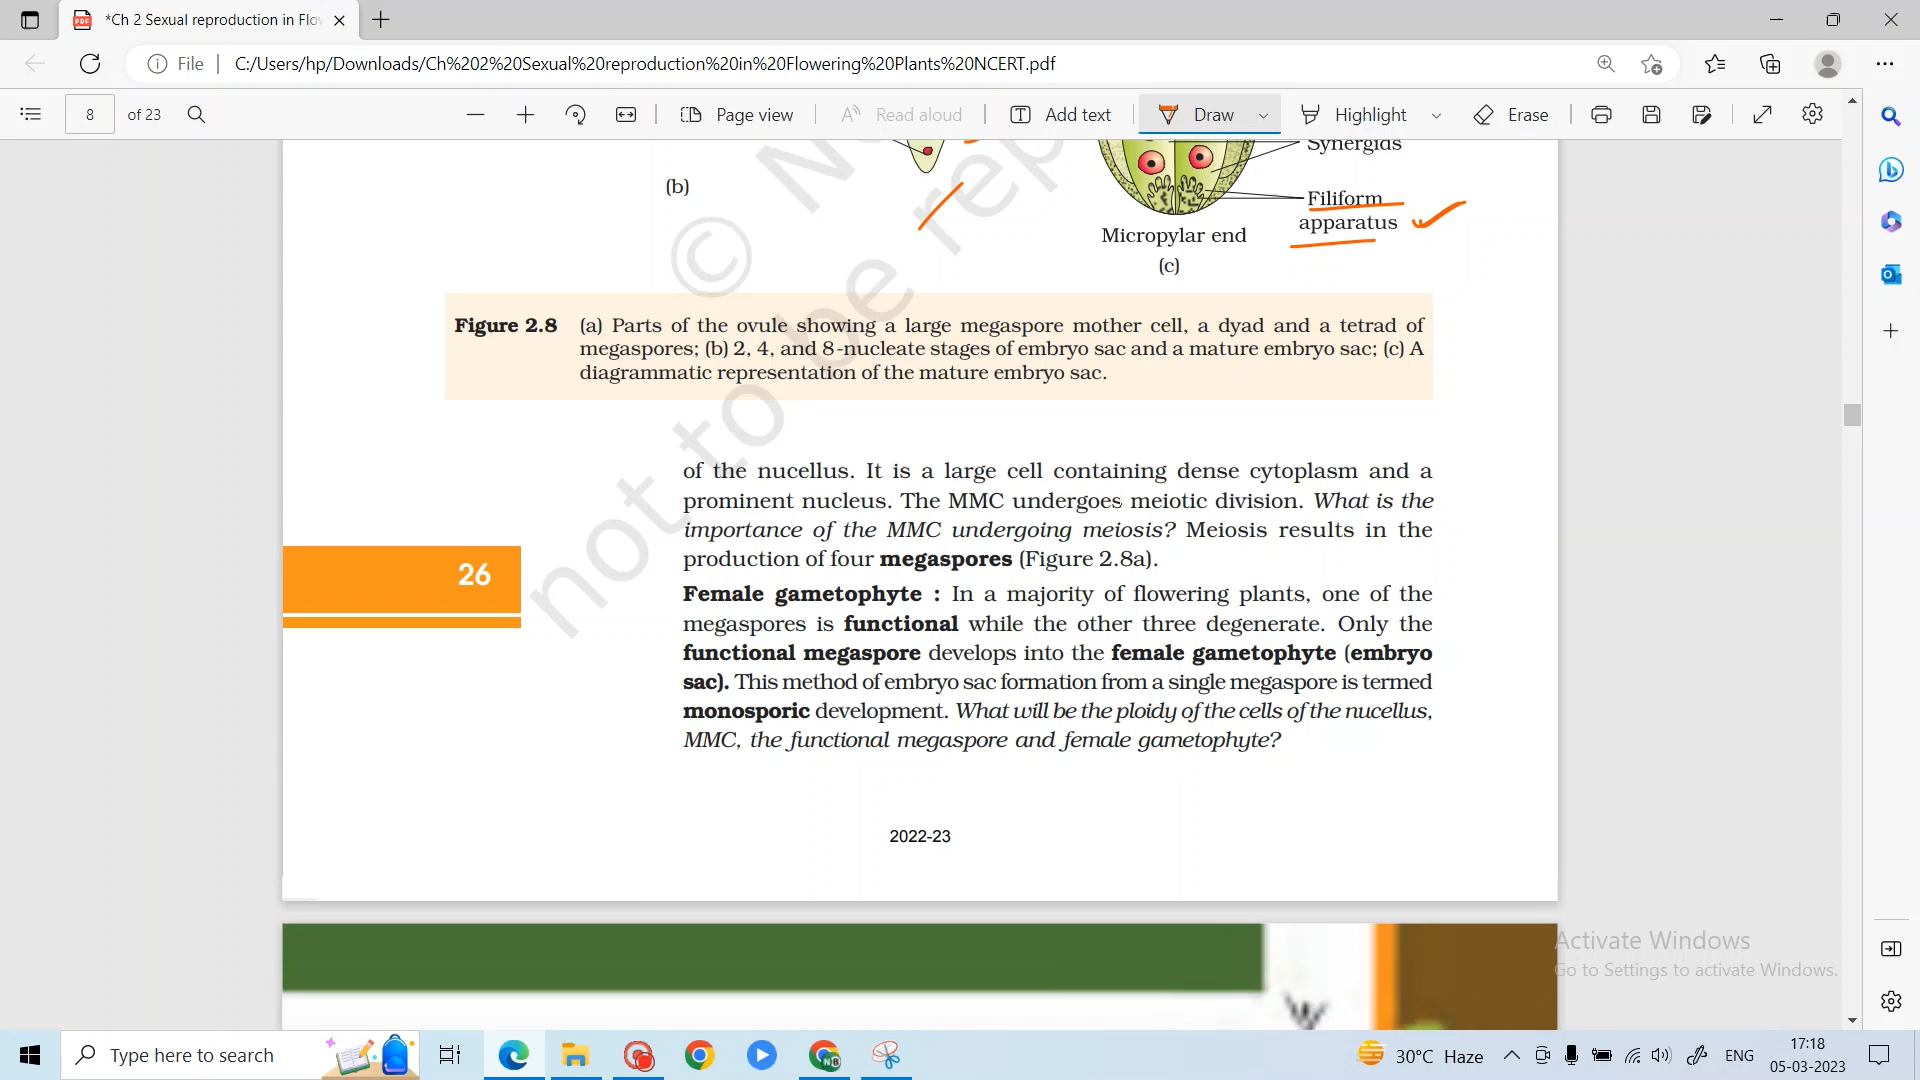 *Ch 2 Sexual reproduction in Flo
File
C:/Users/hp/Downloads/Ch%202%20Sexual%20reproduction%20in%20Flowering%20Plants%20NCERT.pdf
8 of 23
Page view
Read aloud
Add text
Draw
Highlight
Erase
Synergids
(b)
Filiform
apparatus
Micropylar end
(c)
Figure 2.8 (a) Parts of the ovule showing a large megaspore mother cell, a dyad and a tetrad of
megaspores; (b) 2, 4, and 8-nucleate stages of embryo sac and a mature embryo sac; (c) A
diagrammatic representation of the mature embryo sac.
of the nucellus. It is a large cell containing dense cytoplasm and a
prominent nucleus. The MMC undergoes meiotic division. What is the
importance of the MMC undergoing meiosis? Meiosis results in the
production of four megaspores (Figure 2.8a).
26
Female gametophyte : In a majority of flowering plants, one of the
megaspores is functional while the other three degenerate. Only the
functional megaspore develops into the female gametophyte (embryo
sac). This method of embryo sac formation from a single megaspore is termed
monosporic development. What will be the ploidy of the cells of the nucellus,
MMC, the functional megaspore and female gametophyte?
2022-23
© N
not to be rep
Activate Windows
Go to Settings to activate Windows.
Type here to search
30°C Haze
ENG
17:18
05-03-2023